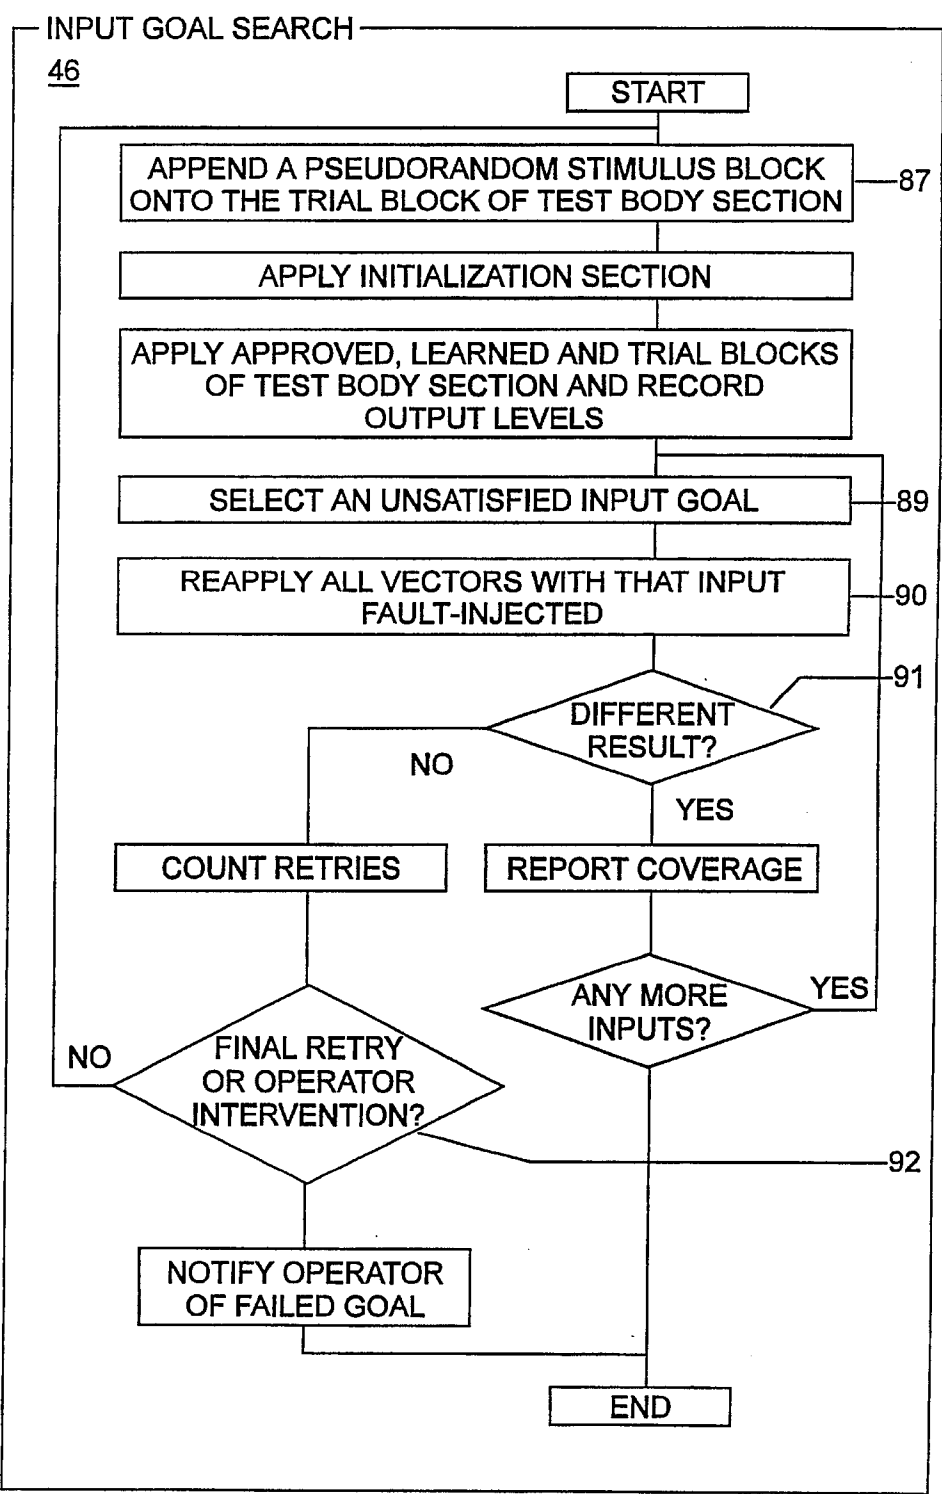 INPUT GOAL SEARCH
46
START
APPEND A PSEUDORANDOM STIMULUS BLOCK
ONTO THE TRIAL BLOCK OF TEST BODY SECTION
87
APPLY INITIALIZATION SECTION
APPLY APPROVED, LEARNED AND TRIAL BLOCKS
OF TEST BODY SECTION AND RECORD
OUTPUT LEVELS
SELECT AN UNSATISFIED INPUT GOAL
89
REAPPLY ALL VECTORS WITH THAT INPUT
FAULT-INJECTED
90
91
DIFFERENT
RESULT?
NO
YES
COUNT RETRIES
REPORT COVERAGE
ANY MORE
INPUTS?
YES
NO
FINAL RETRY
OR OPERATOR
INTERVENTION?
92
NOTIFY OPERATOR
OF FAILED GOAL
END